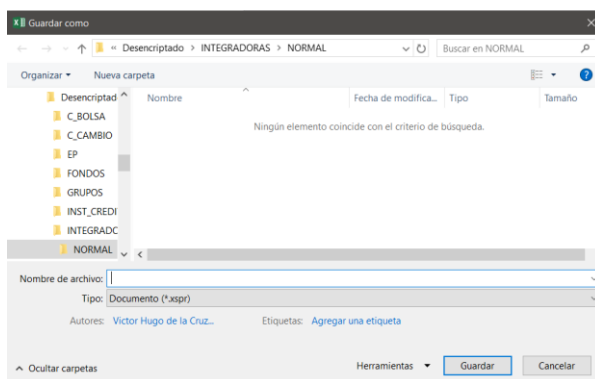 Guardar como
« Desencriptado > INTEGRADORAS > NORMAL
Buscar en NORMAL
Organizar
Nueva carpeta
Nombre
Fecha de modifica...
Tipo
Tamaño
Ningún elemento coincide con el criterio de búsqueda.
Desencriptad
C_BOLSA
C_CAMBIO
EP
FONDOS
GRUPOS
INST_CREDI
INTEGRADC
NORMAL
Nombre de archivo:
Tipo: Documento (*.xspr)
Autores: Victor Hugo de la Cruz...
Etiquetas: Agregar una etiqueta
Ocultar carpetas
Herramientas
Guardar
Cancelar